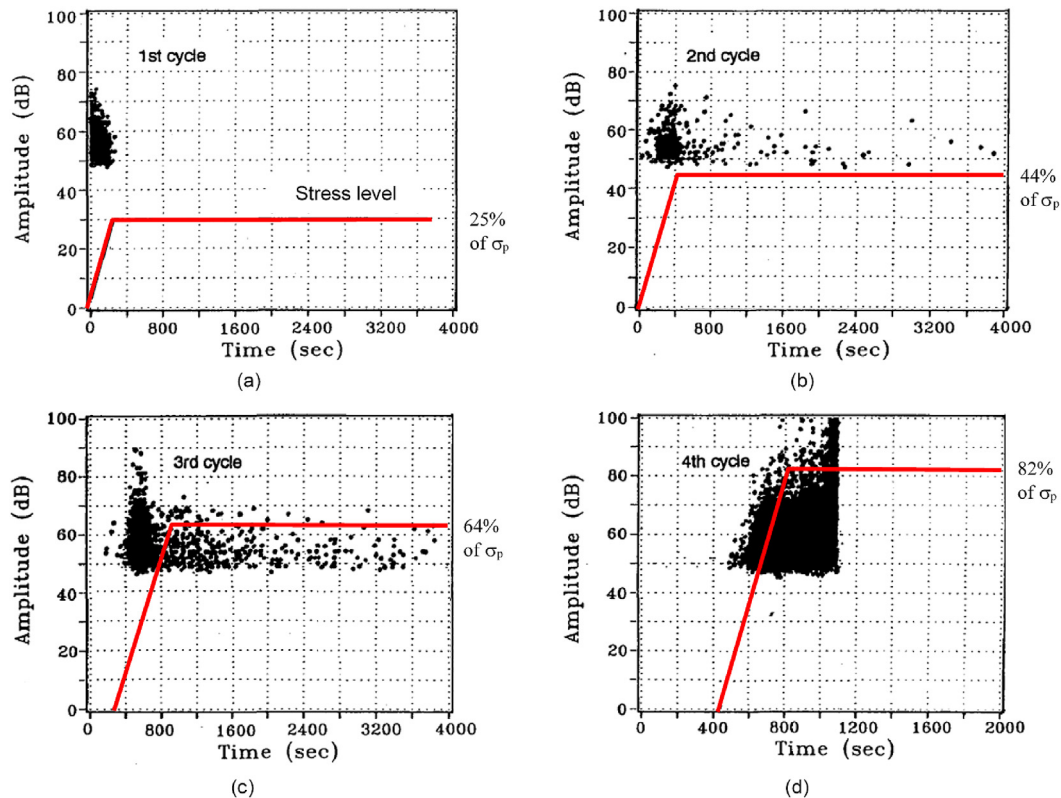 100
80
60
40
20
0
Amplitude (dB)
1st cycle
Stress level
25%
of σp
0 800 1600 2400 3200 4000
Time (sec)
(a)
100
80
60
40
20
0
Amplitude (dB)
2nd cycle
44%
of σp
0 800 1600 2400 3200 4000
Time (sec)
(b)
100
80
60
40
20
0
Amplitude (dB)
3rd cycle
64%
of σp
0 800 1600 2400 3200 4000
Time (sec)
(c)
100
80
60
40
20
0
Amplitude (dB)
4th cycle
82%
of σp
400 800 1200 1600 2000
Time (sec)
(d)